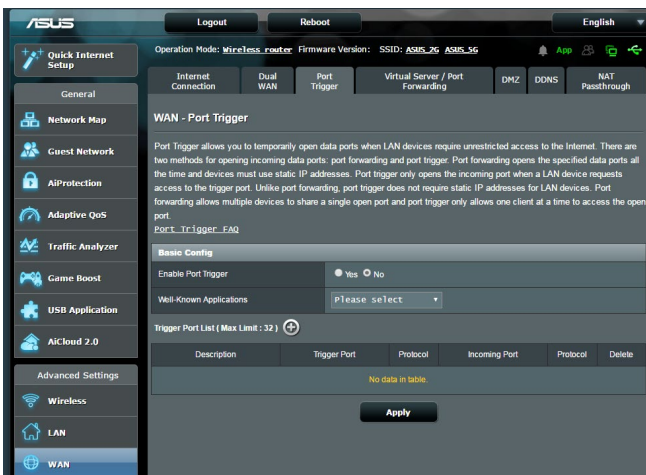 ASUS
Logout
Reboot
English
Quick Internet
Setup
Operation Mode: Wireless router Firmware Version: SSID: ASUS_2G ASUS_5G
App
Internet
Connection
Dual
WAN
Port
Trigger
Virtual Server / Port
Forwarding
DMZ
DDNS
NAT
Passthrough
General
Network Map
Guest Network
AiProtection
Adaptive QoS
Traffic Analyzer
Game Boost
USB Application
AiCloud 2.0
Advanced Settings
Wireless
LAN
WAN
WAN - Port Trigger
Port Trigger allows you to temporarily open data ports when LAN devices require unrestricted access to the Internet. There are
two methods for opening incoming data ports: port forwarding and port trigger. Port forwarding opens the specified data ports all
the time and devices must use static IP addresses. Port trigger only opens the incoming port when a LAN device requests
access to the trigger port. Unlike port forwarding, port trigger does not require static IP addresses for LAN devices. Port
forwarding allows multiple devices to share a single open port and port trigger only allows one client at a time to access the open
port.
Port Trigger FAQ
Basic Config
Enable Port Trigger
Yes No
Well-Known Applications
Please select
Trigger Port List ( Max Limit : 32 )
Description Trigger Port Protocol Incoming Port Protocol Delete
No data in table.
Apply